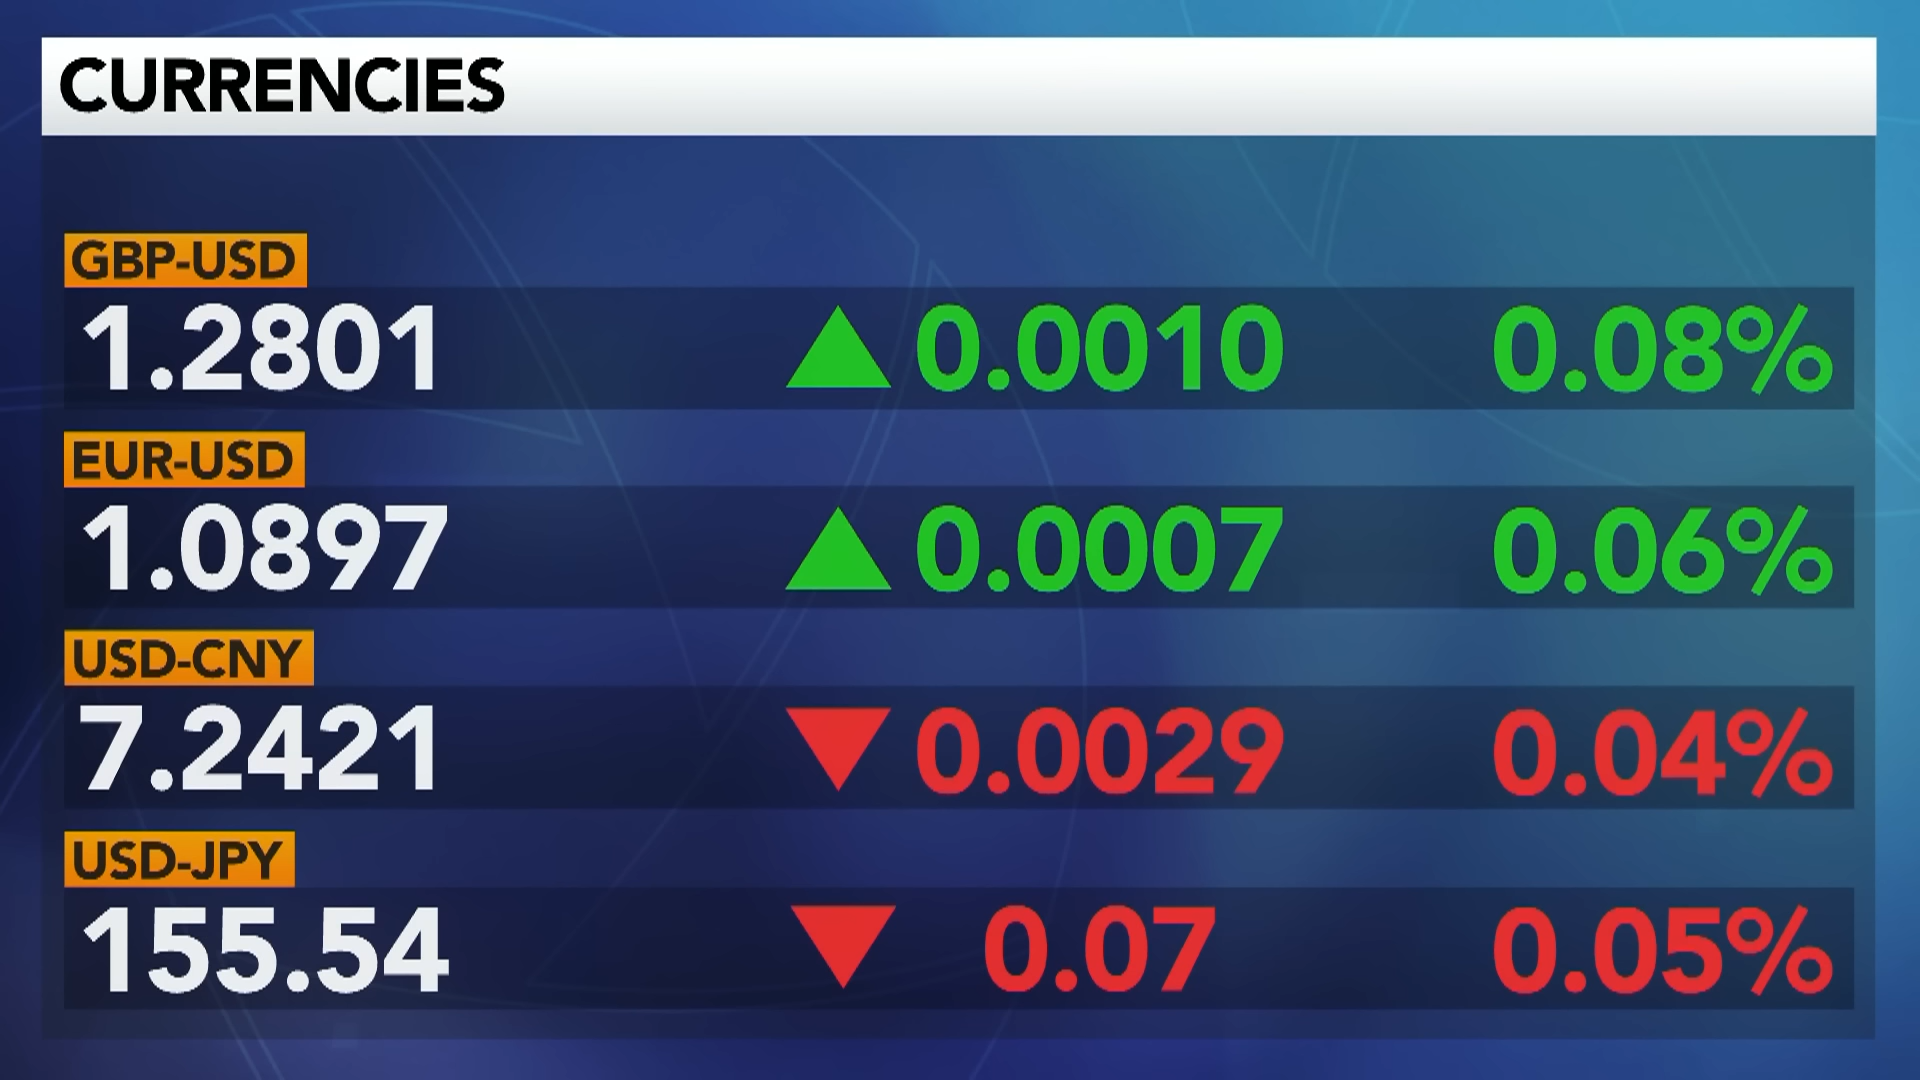 CURRENCIES
GBP-USD
1.2801 ▲ 0.0010 0.08%
EUR-USD
1.0897 ▲ 0.0007 0.06%
USD-CNY
7.2421 ▼ 0.0029 0.04%
USD-JPY
155.54 ▼ 0.07 0.05%